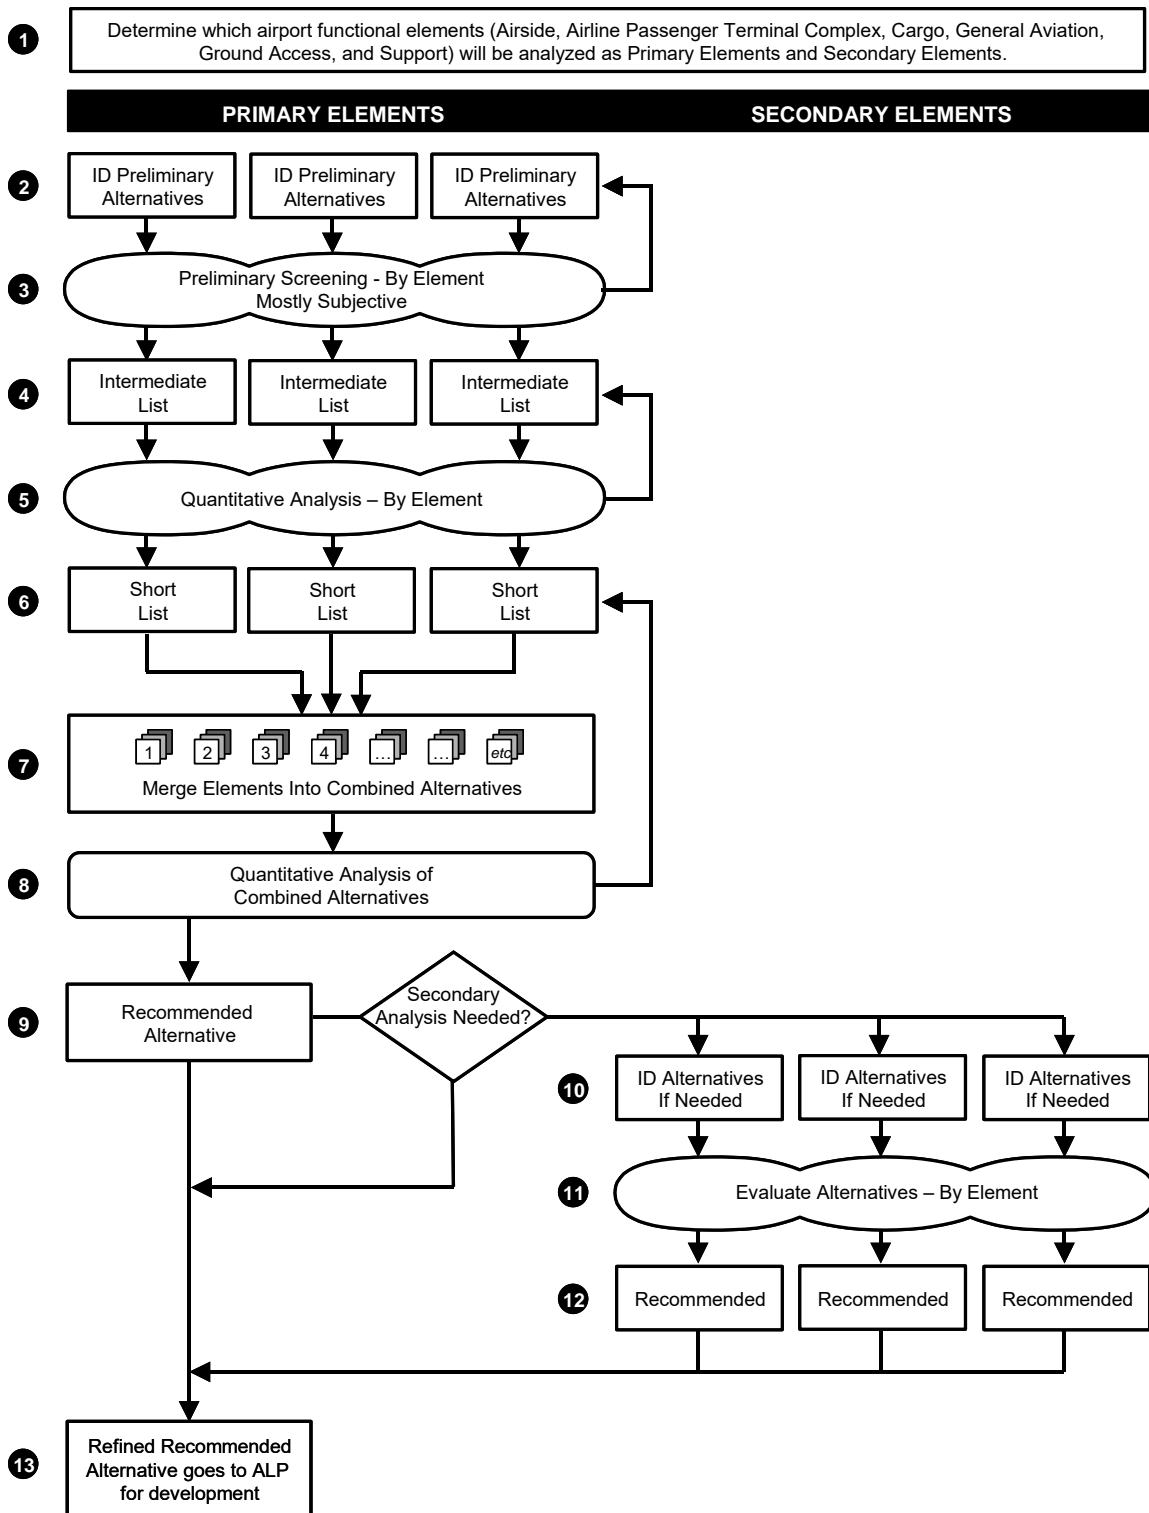 1
Determine which airport functional elements (Airside, Airline Passenger Terminal Complex, Cargo, General Aviation,
Ground Access, and Support) will be analyzed as Primary Elements and Secondary Elements.
PRIMARY ELEMENTS
SECONDARY ELEMENTS
2
ID Preliminary
Alternatives
ID Preliminary
Alternatives
ID Preliminary
Alternatives
3
Preliminary Screening - By Element
Mostly Subjective
4
Intermediate
List
Intermediate
List
Intermediate
List
5
Quantitative Analysis – By Element
6
Short
List
Short
List
Short
List
7
1
2
3
4
...
...
etc
Merge Elements Into Combined Alternatives
8
Quantitative Analysis of
Combined Alternatives
9
Recommended
Alternative
Secondary
Analysis Needed?
10
ID Alternatives
If Needed
ID Alternatives
If Needed
ID Alternatives
If Needed
11
Evaluate Alternatives – By Element
12
Recommended
Recommended
Recommended
13
Refined Recommended
Alternative goes to ALP
for development